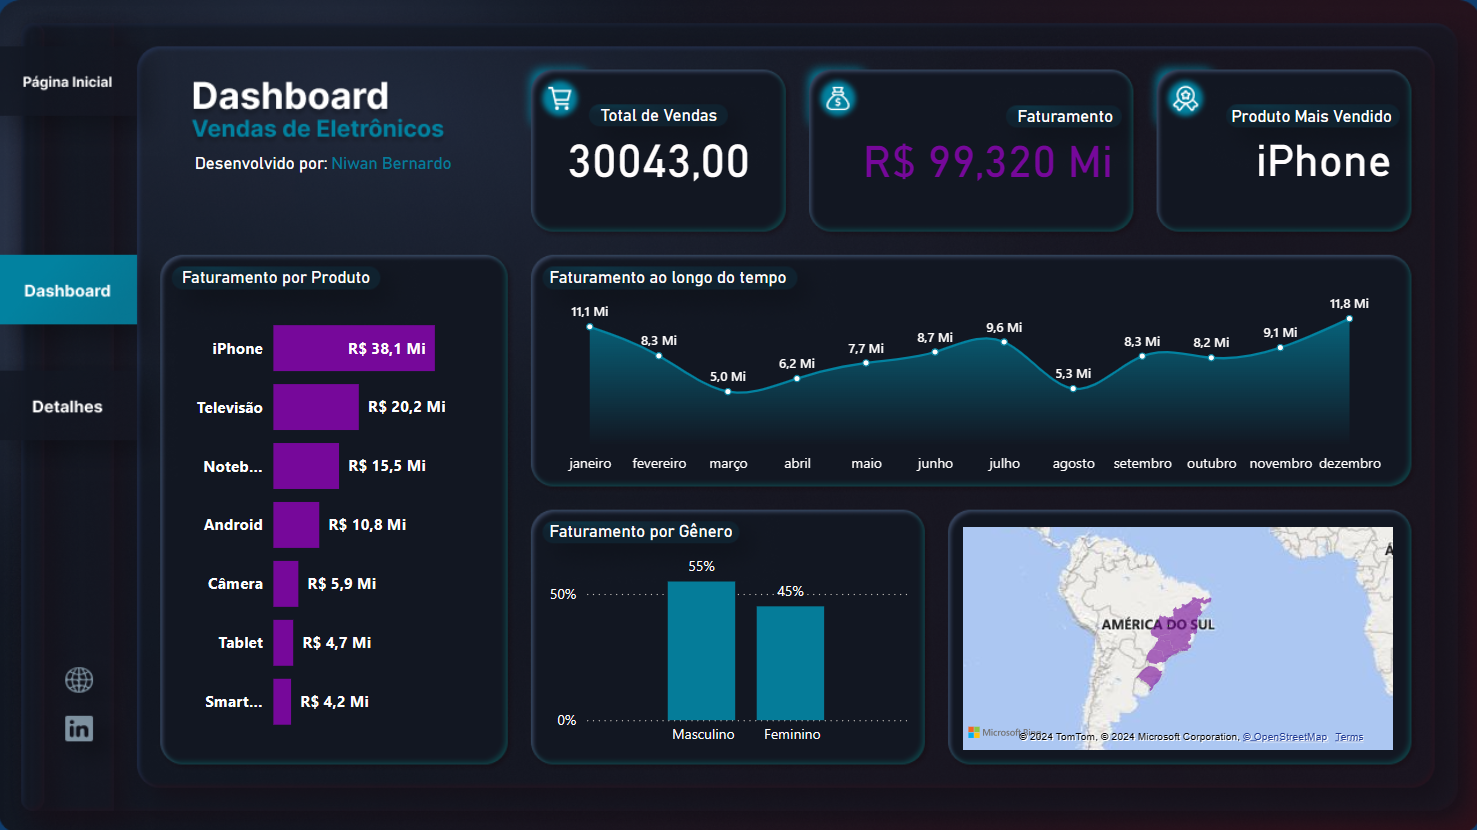 Página Inicial
Dashboard
Detalhes
in
Dashboard
Vendas de Eletrônicos
Desenvolvido por: Niwan Bernardo
Total de Vendas
30043,00
$
Faturamento
R$ 99,320 Mi
Produto Mais Vendido
iPhone
Faturamento por Produto
iPhone R$ 38,1 Mi
Televisão R$ 20,2 Mi
Noteb... R$ 15,5 Mi
Android R$ 10,8 Mi
Câmera R$ 5,9 Mi
Tablet R$ 4,7 Mi
Smart... R$ 4,2 Mi
Faturamento ao longo do tempo
11,1 Mi 8,3 Mi 5,0 Mi 6,2 Mi 7,7 Mi 8,7 Mi 9,6 Mi 5,3 Mi 8,3 Mi 8,2 Mi 9,1 Mi 11,8 Mi
janeiro fevereiro março abril maio junho julho agosto setembro outubro novembro dezembro
Faturamento por Gênero
55%
50%
45%
0%
Masculino Feminino
AMÉRICA DO SUL
Á
Microsoft Bing
© 2024 TomTom, © 2024 Microsoft Corporation, © OpenStreetMap Terms